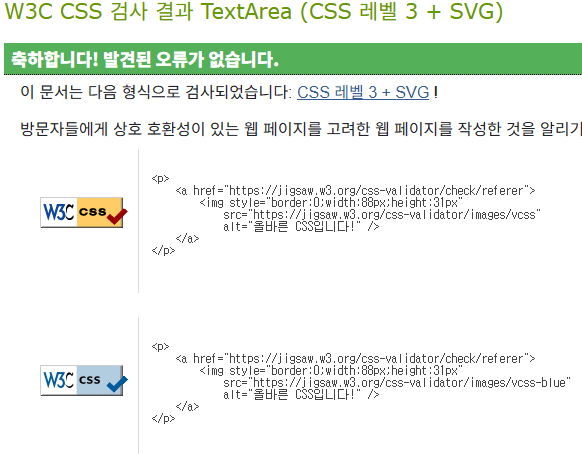 W3C CSS 검사 결과 TextArea (CSS 레벨 3 + SVG)
축하합니다! 발견된 오류가 없습니다.
이 문서는 다음 형식으로 검사되었습니다: CSS 레벨 3 + SVG !
방문자들에게 상호 호환성이 있는 웹 페이지를 고려한 웹 페이지를 작성한 것을 알리기
<p>
<a href="https://jigsaw.w3.org/css-validator/check/referer">
<img style="border:0;width:88px;height:31px"
src="https://jigsaw.w3.org/css-validator/images/vcss"
alt="올바른 CSS입니다!" />
</a>
</p>
W3C css
<p>
<a href="https://jigsaw.w3.org/css-validator/check/referer">
<img style="border:0;width:88px;height:31px"
src="https://jigsaw.w3.org/css-validator/images/vcss-blue"
alt="올바른 CSS입니다!" />
</a>
</p>
W3C css